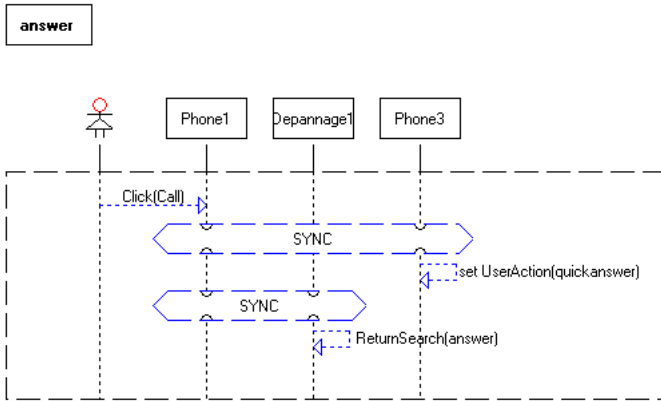 answer
Phone1
Depannage1
Phone3
Click(Call)
SYNC
set UserAction(quickanswer)
SYNC
ReturnSearch(answer)